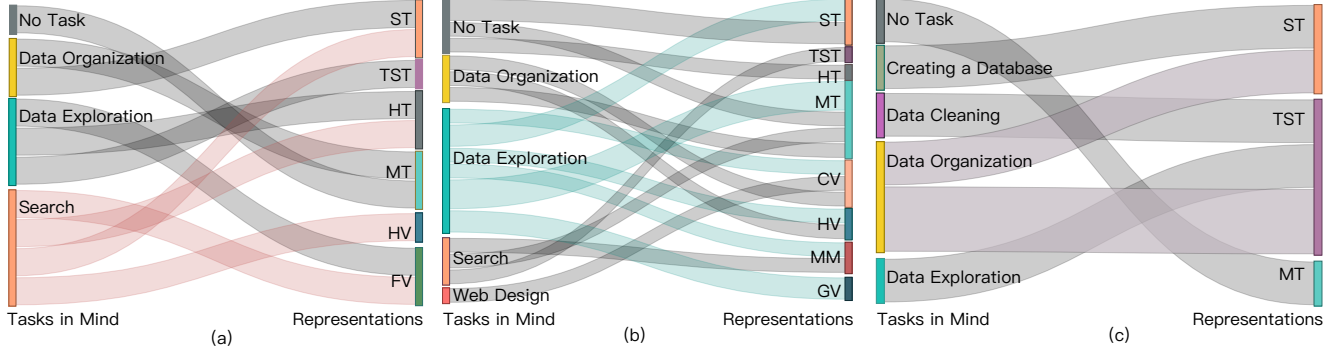 No Task
Data Organization
Data Exploration
Search
ST
TST
HT
MT
HV
FV
Tasks in Mind
Representations
(a)
No Task
Data Organization
Data Exploration
Search
Web Design
ST
TST
HT
MT
CV
HV
MM
GV
Tasks in Mind
Representations
(b)
No Task
Creating a Database
Data Cleaning
Data Organization
Data Exploration
ST
TST
MT
Tasks in Mind
Representations
(c)